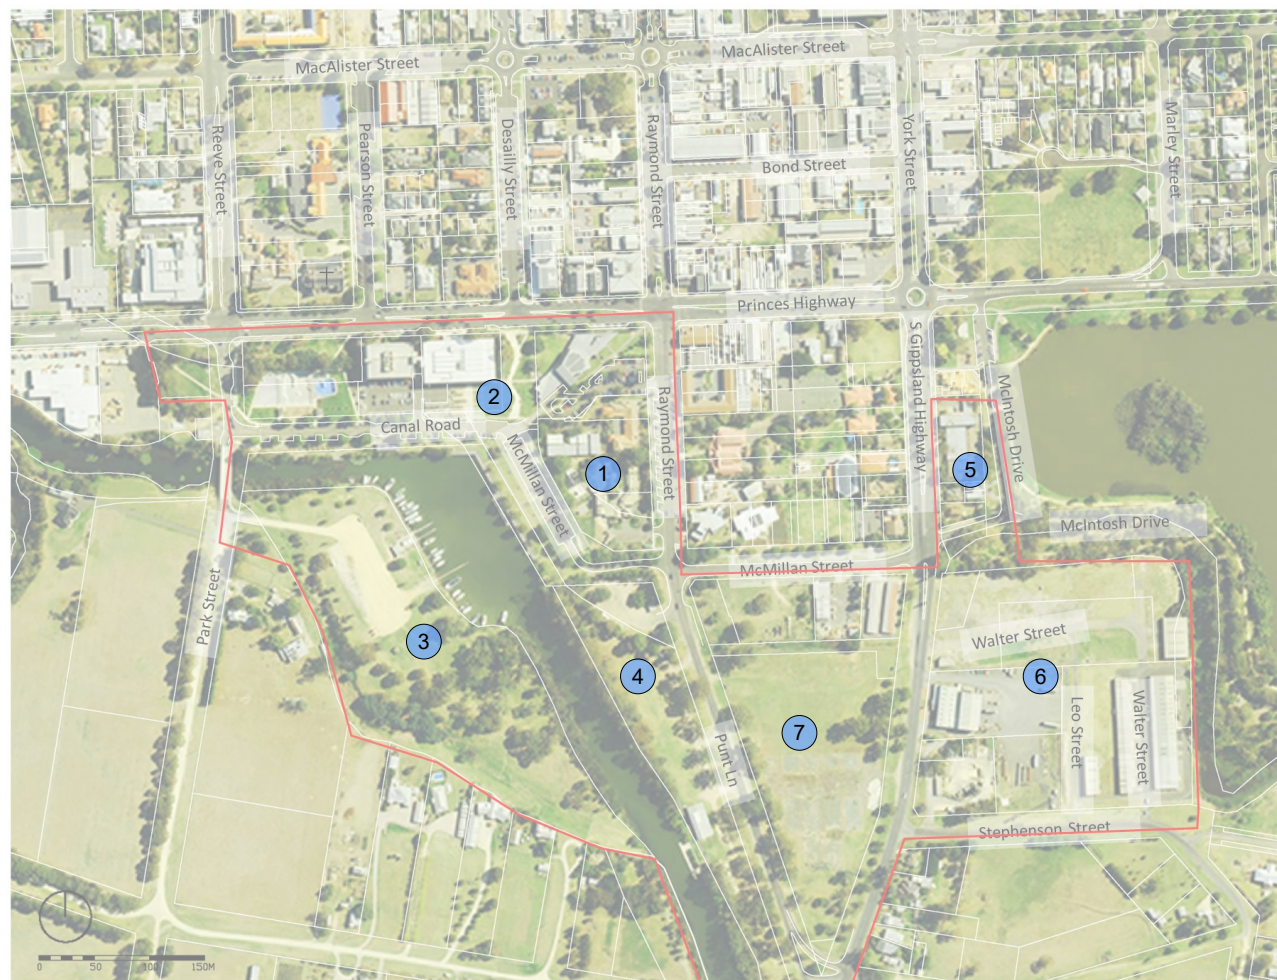 MacAlister Street
MacAlister Street
Reeve Street
Pearson Street
Desailly Street
Raymond Street
Bond Street
York Street
Marley Street
Princes Highway
2
Canal Road
McMillan Street
1
Raymond Street
S Gippsland Highway
5
McIntosh Drive
McIntosh Drive
McMillan Street
Park Street
3
4
Walter Street
6
7
Punt Ln
Leo Street
Walter Street
Stephenson Street
0 50 100 150M